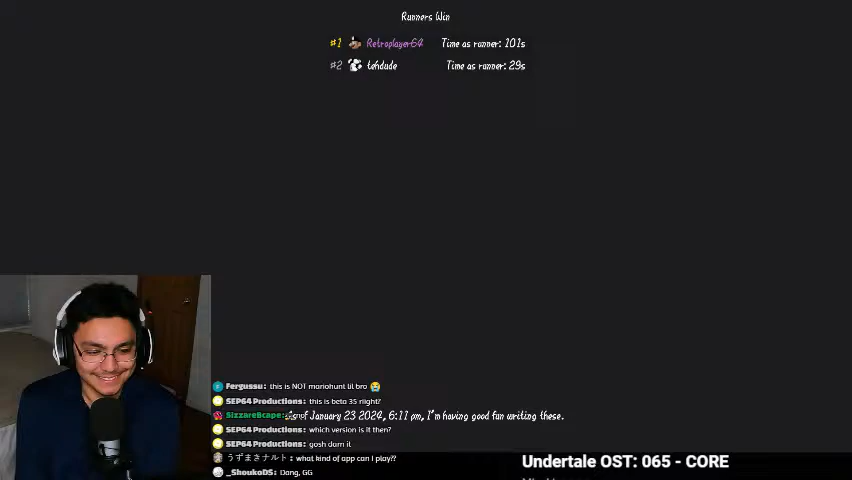 Runners Win
#1 Retroplayer64 Time as runner: 101s
#2 tehdude Time as runner: 29s
Fergussu: this is NOT mariohunt lil bro 😭
SEP64 Productions: this is beta 35 riight?
SizzareScape: As of January 23 2024, 6:11 pm, I'm having good fun writing these.
SEP64 Productions: which version is it then?
SEP64 Productions: gosh darn it
うずまきナルト: what kind of app can I play??
_ShoukoDS: Dang, GG
Undertale OST: 065 - CORE